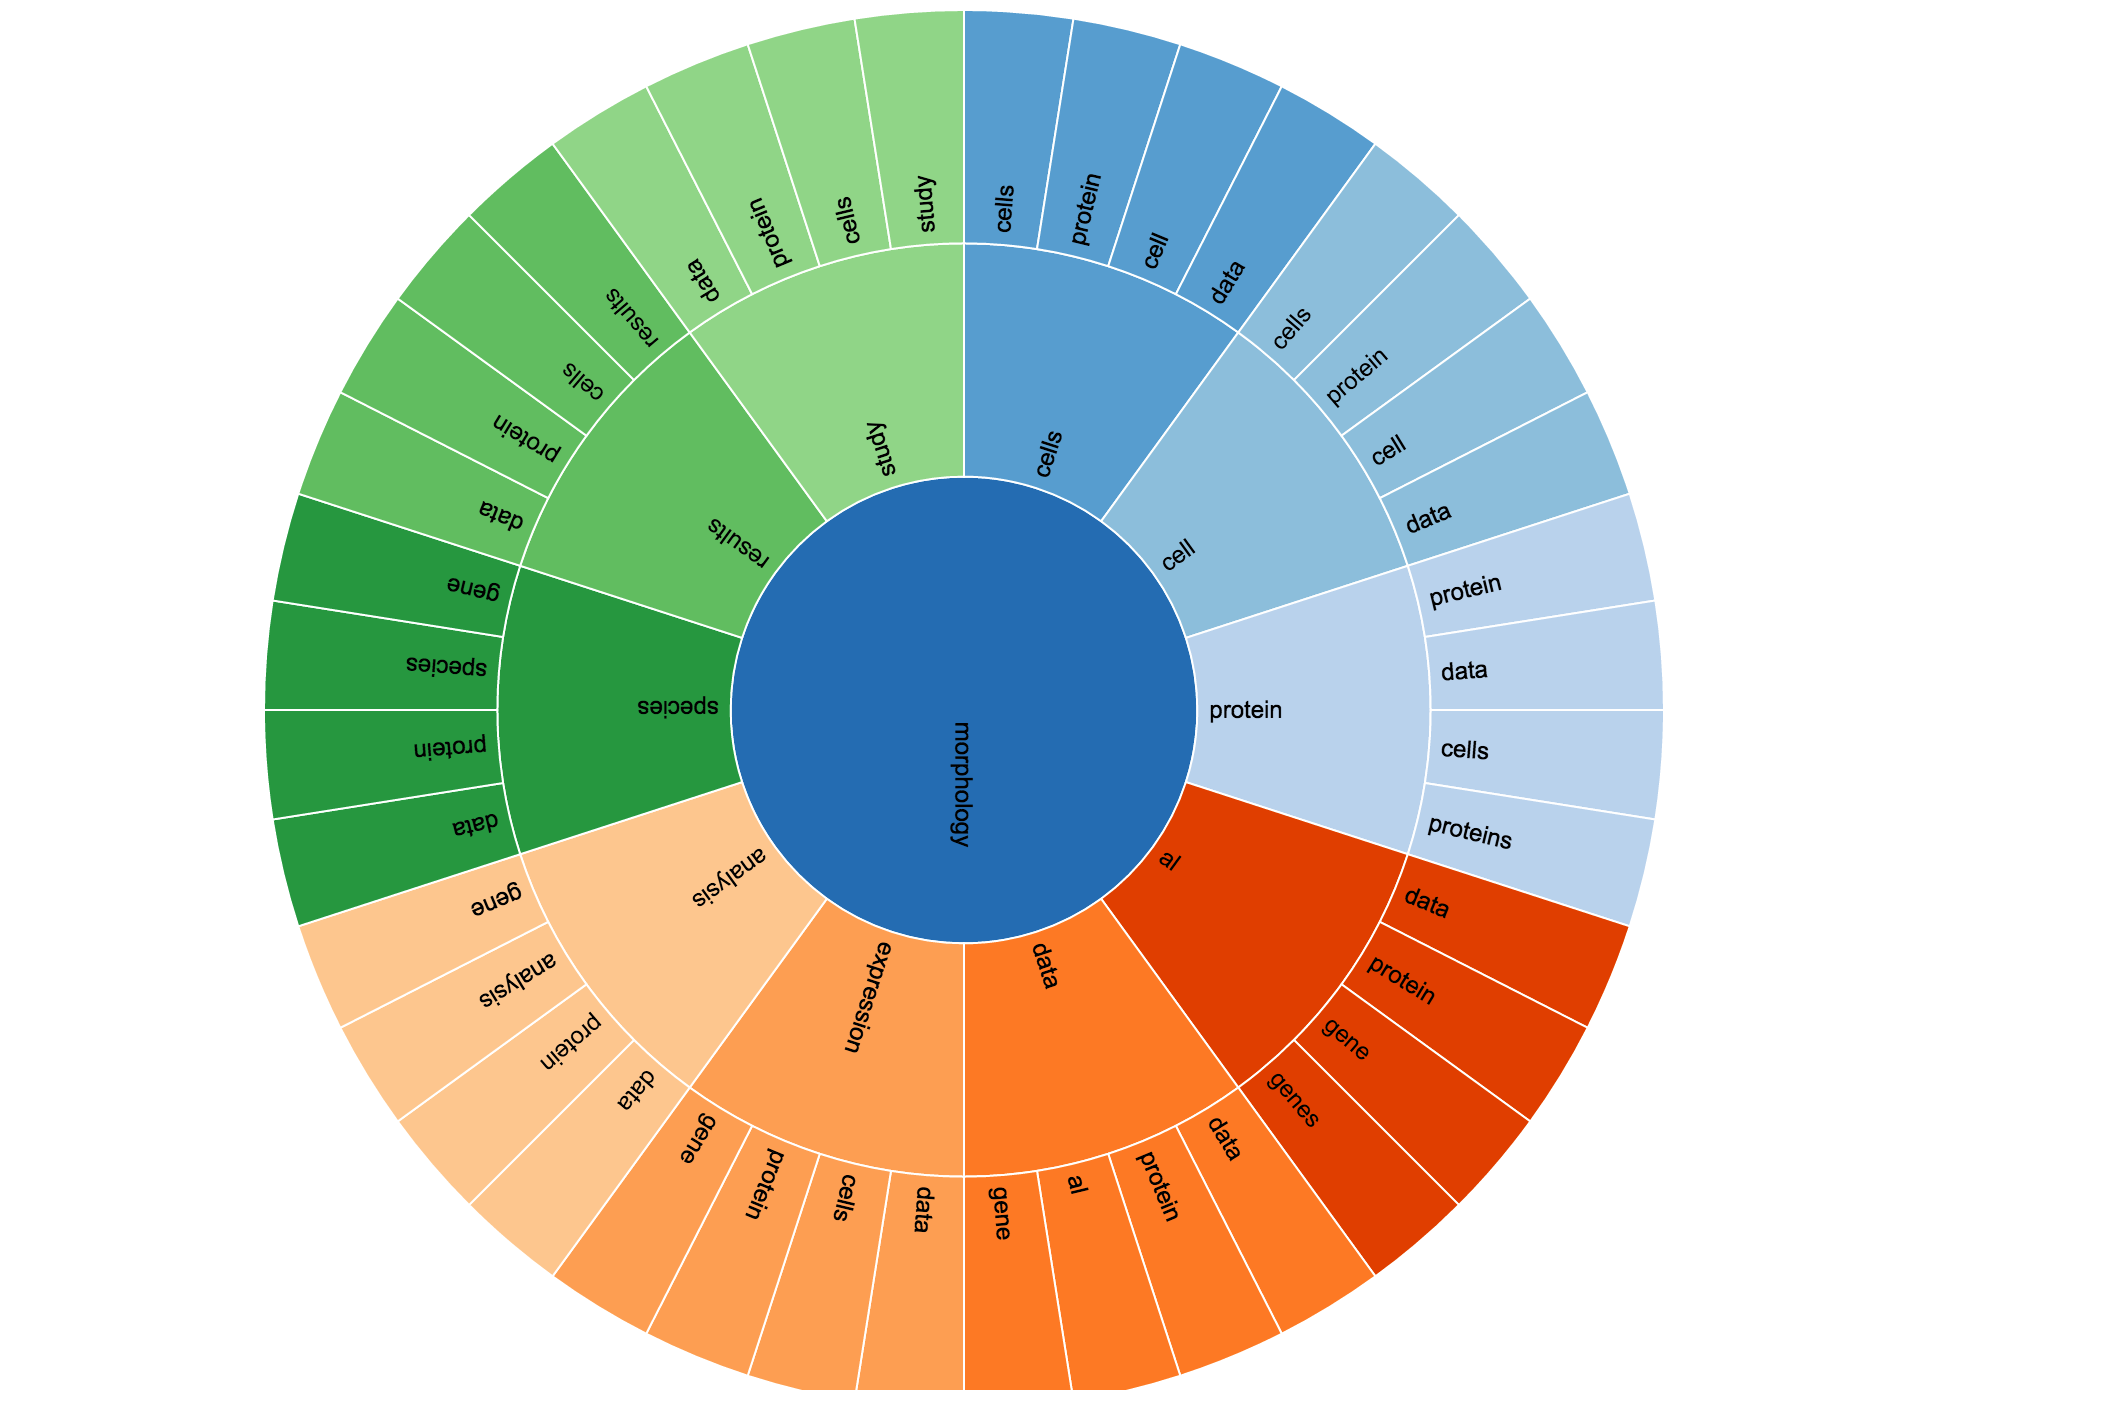 morphology
cells
cell
protein
al
data
expression
analysis
species
results
study
cells
protein
cell
data
cells
protein
cell
data
protein
data
cells
proteins
data
protein
gene
genes
data
protein
al
gene
data
cells
protein
gene
data
protein
analysis
gene
data
protein
species
gene
data
protein
cells
results
data
protein
cells
study